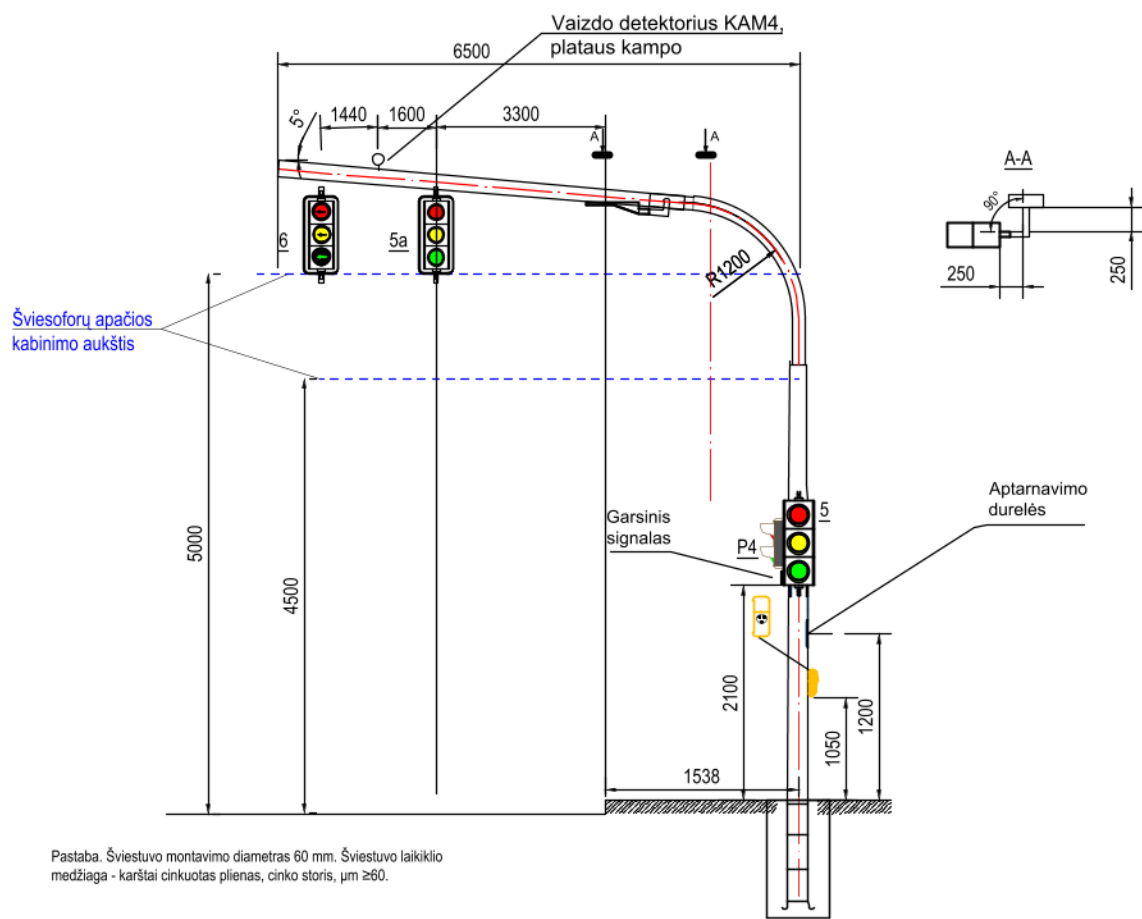 Vaizdo detektorius KAM4,
plataus kampo
6500
1440
1600
3300
5°
A
A
A-A
90°
250
250
6
5a
R1200
Šviesoforų apačios
kabinimo aukštis
5000
4500
Garsinis
signalas
P4
5
Aptarnavimo
durelės
2100
1050
1200
1538
Pastaba. Šviestuvo montavimo diametras 60 mm. Šviestuvo laikiklio
medžiaga - karštai cinkuotas plienas, cinko storis, µm ≥60.